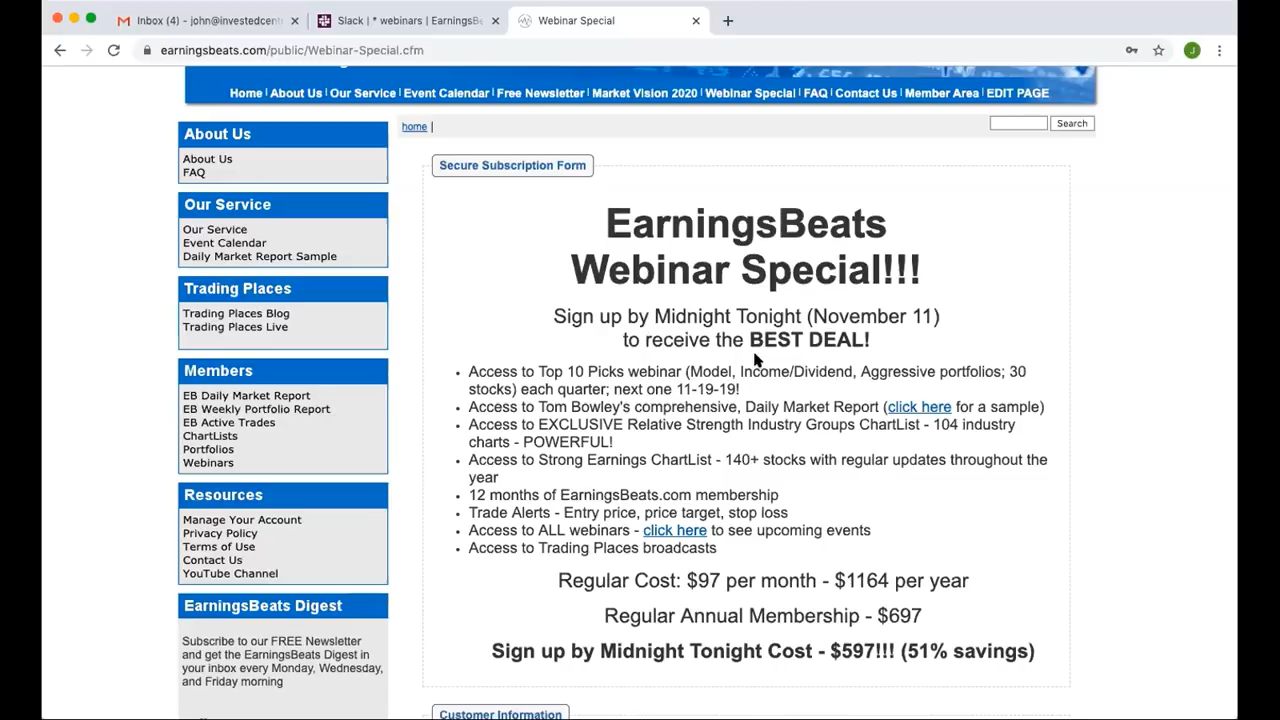 Inbox (4) - john@investedcent
Slack | * webinars | EarningsBe
Webinar Special
earningsbeats.com/public/Webinar-Special.cfm
J
Home | About Us | Our Service | Event Calendar | Free Newsletter | Market Vision 2020 | Webinar Special | FAQ | Contact Us | Member Area | EDIT PAGE
home |
Search
About Us
About Us
FAQ
Our Service
Our Service
Event Calendar
Daily Market Report Sample
Trading Places
Trading Places Blog
Trading Places Live
Members
EB Daily Market Report
EB Weekly Portfolio Report
EB Active Trades
ChartLists
Portfolios
Webinars
Resources
Manage Your Account
Privacy Policy
Terms of Use
Contact Us
YouTube Channel
EarningsBeats Digest
Subscribe to our FREE Newsletter
and get the EarningsBeats Digest in
your inbox every Monday, Wednesday,
and Friday morning
Secure Subscription Form
EarningsBeats
Webinar Special!!!
Sign up by Midnight Tonight (November 11)
to receive the BEST DEAL!
• Access to Top 10 Picks webinar (Model, Income/Dividend, Aggressive portfolios; 30
stocks) each quarter; next one 11-19-19!
• Access to Tom Bowley's comprehensive, Daily Market Report (click here for a sample)
• Access to EXCLUSIVE Relative Strength Industry Groups ChartList - 104 industry
charts - POWERFUL!
• Access to Strong Earnings ChartList - 140+ stocks with regular updates throughout the
year
• 12 months of EarningsBeats.com membership
• Trade Alerts - Entry price, price target, stop loss
• Access to ALL webinars - click here to see upcoming events
• Access to Trading Places broadcasts
Regular Cost: $97 per month - $1164 per year
Regular Annual Membership - $697
Sign up by Midnight Tonight Cost - $597!!! (51% savings)
Customer Information